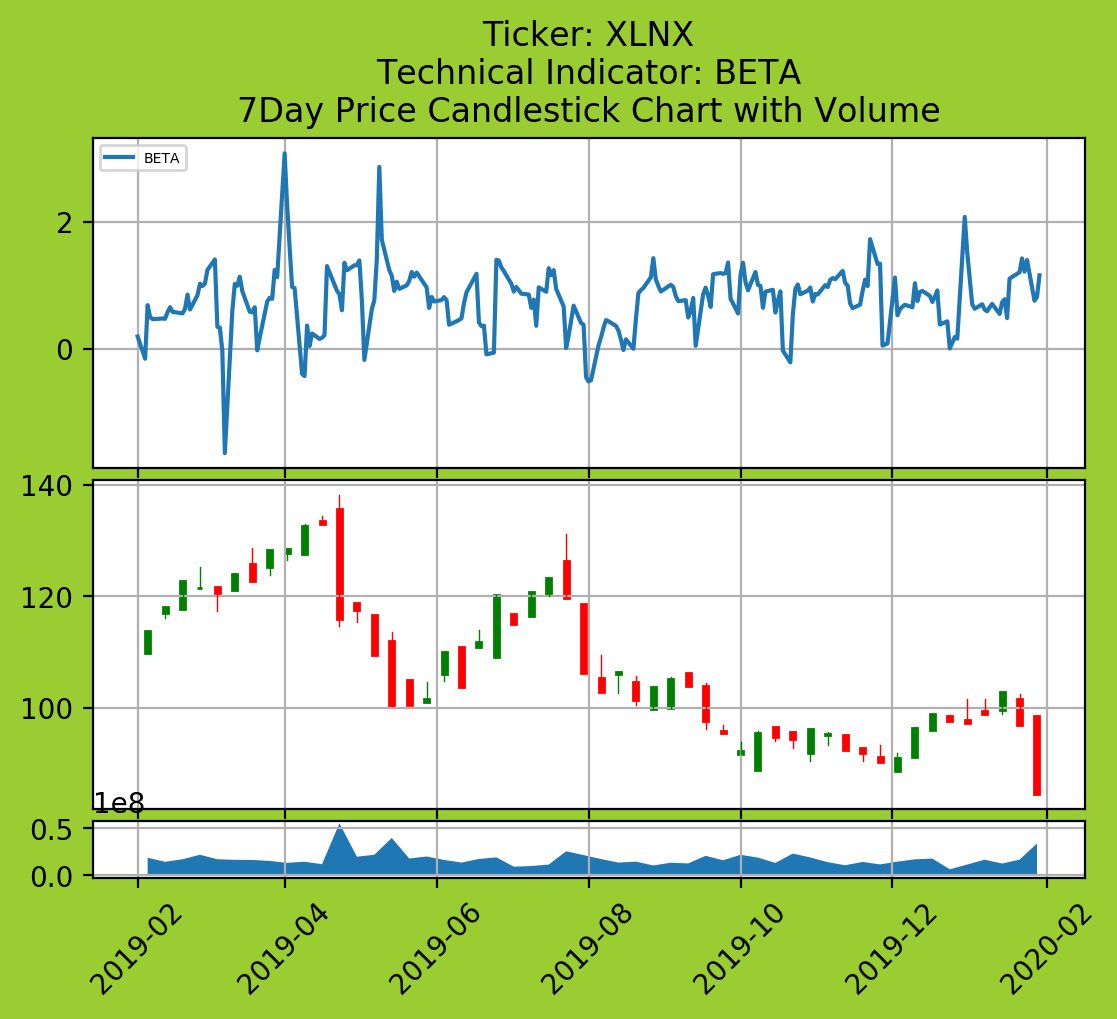 Ticker: XLNX
Technical Indicator: BETA
7Day Price Candlestick Chart with Volume
BETA
2
0
140
120
100
1e8
0.5
0.0
2019-02
2019-04
2019-06
2019-08
2019-10
2019-12
2020-02